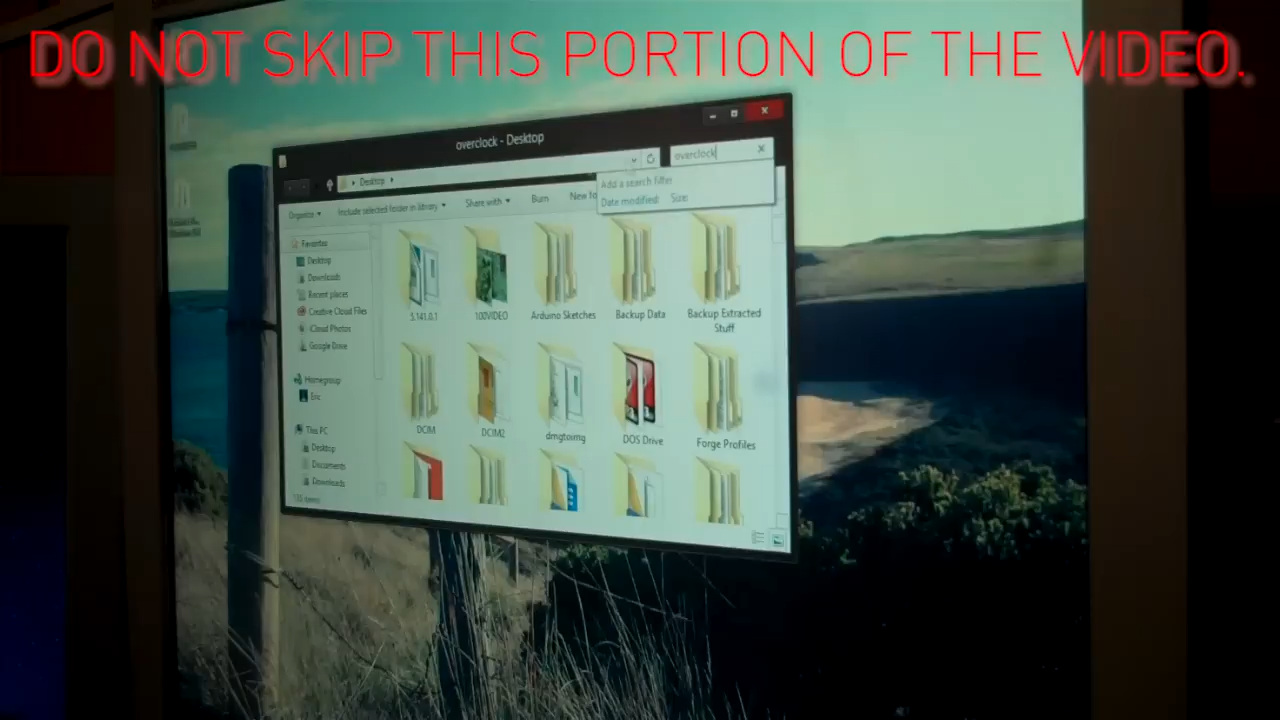 DO NOT SKIP THIS PORTION OF THE VIDEO.
overclock - Desktop
Desktop
overclock
Add a search filter
Date modified: Size:
Organize
Include selected folder in library
Share with
Burn
New fo
Favorites
Desktop
Downloads
Recent places
Creative Cloud Files
iCloud Photos
Google Drive
Homegroup
Eric
This PC
Desktop
Documents
Downloads
5.141.0.1
100VIDEO
Arduino Sketches
Backup Data
Backup Extracted
Stuff
DCIM
DCIM2
dmgtoimg
DOS Drive
Forge Profiles